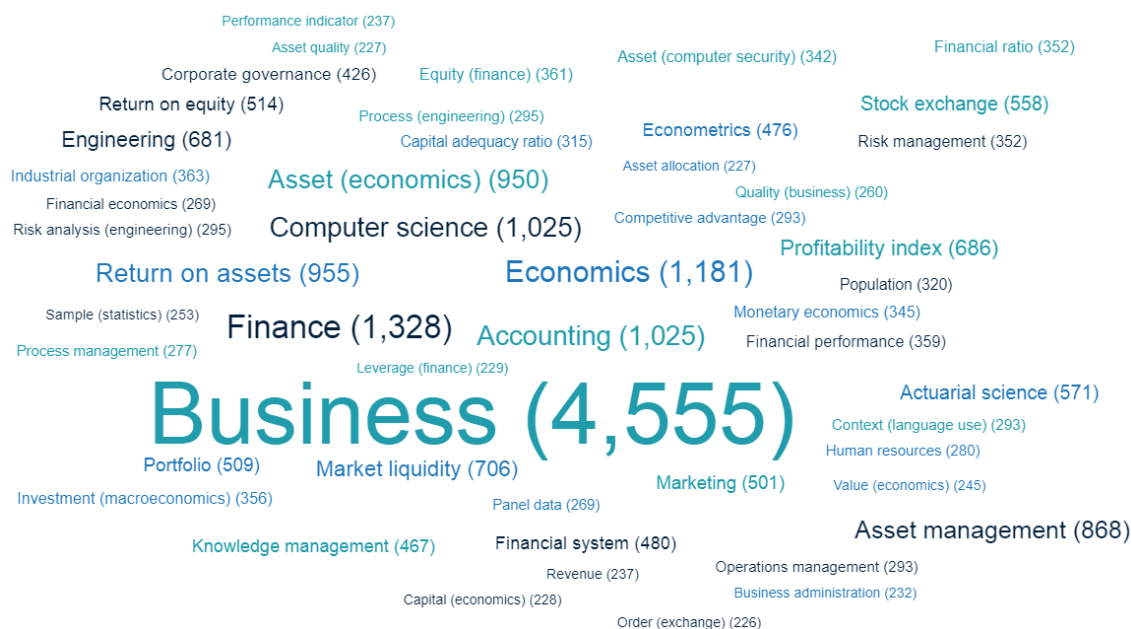 Performance indicator (237)
Asset quality (227)
Financial ratio (352)
Asset (computer security) (342)
Corporate governance (426)
Equity (finance) (361)
Return on equity (514)
Stock exchange (558)
Process (engineering) (295)
Econometrics (476)
Engineering (681)
Capital adequacy ratio (315)
Risk management (352)
Asset allocation (227)
Industrial organization (363)
Asset (economics) (950)
Quality (business) (260)
Financial economics (269)
Competitive advantage (293)
Risk analysis (engineering) (295)
Computer science (1,025)
Profitability index (686)
Return on assets (955)
Economics (1,181)
Population (320)
Sample (statistics) (253)
Monetary economics (345)
Finance (1,328)
Accounting (1,025)
Financial performance (359)
Process management (277)
Leverage (finance) (229)
Business (4,555)
Actuarial science (571)
Context (language use) (293)
Human resources (280)
Portfolio (509)
Market liquidity (706)
Marketing (501)
Value (economics) (245)
Investment (macroeconomics) (356)
Panel data (269)
Asset management (868)
Knowledge management (467)
Financial system (480)
Operations management (293)
Revenue (237)
Business administration (232)
Capital (economics) (228)
Order (exchange) (226)